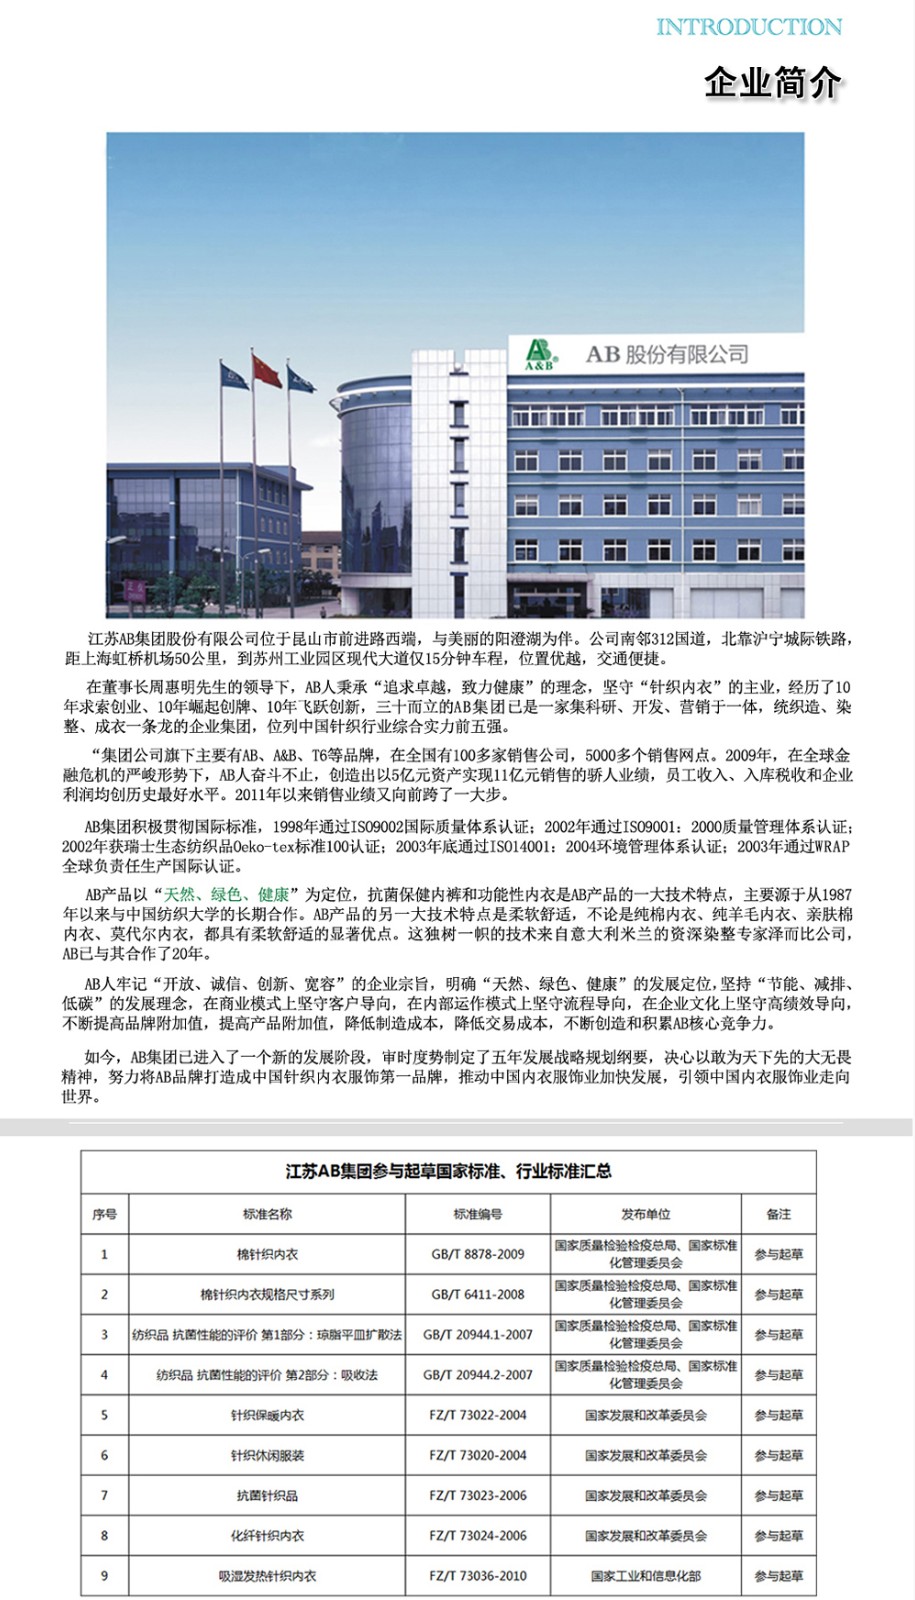 INTRODUCTION
企业简介
A&B®
AB 股份有限公司
江苏AB集团股份有限公司位于昆山市前进路西端，与美丽的阳澄湖为伴。公司南邻312国道，北靠沪宁城际铁路，
距上海虹桥机场50公里，到苏州工业园区现代大道仅15分钟车程，位置优越，交通便捷。
在董事长周惠明先生的领导下，AB人秉承“追求卓越，致力健康”的理念，坚守“针织内衣”的主业，经历了10
年求索创业、10年崛起创牌、10年飞跃创新，三十而立的AB集团已是一家集科研、开发、营销于一体，统织造、染
整、成衣一条龙的企业集团，位列中国针织行业综合实力前五强。
“集团公司旗下主要有AB、A&B、T6等品牌，在全国有100多家销售公司，5000多个销售网点。2009年，在全球金
融危机的严峻形势下，AB人奋斗不止，创造出以5亿元资产实现11亿元销售的骄人业绩，员工收入、入库税收和企业
利润均创历史最好水平。2011年以来销售业绩又向前跨了一大步。
AB集团积极贯彻国际标准，1998年通过ISO9002国际质量体系认证；2002年通过ISO9001：2000质量管理体系认证；
2002年获瑞士生态纺织品Oeko-tex标准100认证；2003年底通过ISO14001：2004环境管理体系认证；2003年通过WRAP
全球负责任生产国际认证。
AB产品以“天然、绿色、健康”为定位，抗菌保健内裤和功能性内衣是AB产品的一大技术特点，主要源于从1987
年以来与中国纺织大学的长期合作。AB产品的另一大技术特点是柔软舒适，不论是纯棉内衣、纯羊毛内衣、亲肤棉
内衣、莫代尔内衣，都具有柔软舒适的显著优点。这独树一帜的技术来自意大利米兰的资深染整专家泽而比公司，
AB已与其合作了20年。
AB人牢记“开放、诚信、创新、宽容”的企业宗旨，明确“天然、绿色、健康”的发展定位，坚持“节能、减排、
低碳”的发展理念，在商业模式上坚守客户导向，在内部运作模式上坚守流程导向，在企业文化上坚守高绩效导向，
不断提高品牌附加值，提高产品附加值，降低制造成本，降低交易成本，不断创造和积累AB核心竞争力。
如今，AB集团已进入了一个新的发展阶段，审时度势制定了五年发展战略规划纲要，决心以敢为天下先的大无畏
精神，努力将AB品牌打造成中国针织内衣服饰第一品牌，推动中国内衣服饰业加快发展，引领中国内衣服饰业走向
世界。
江苏AB集团参与起草国家标准、行业标准汇总
序号 标准名称 标准编号 发布单位 备注
1 棉针织内衣 GB/T 8878-2009 国家质量检验检疫总局、国家标准化管理委员会 参与起草
2 棉针织内衣规格尺寸系列 GB/T 6411-2008 国家质量检验检疫总局、国家标准化管理委员会 参与起草
3 纺织品 抗菌性能的评价 第1部分：琼脂平皿扩散法 GB/T 20944.1-2007 国家质量检验检疫总局、国家标准化管理委员会 参与起草
4 纺织品 抗菌性能的评价 第2部分：吸收法 GB/T 20944.2-2007 国家质量检验检疫总局、国家标准化管理委员会 参与起草
5 针织保暖内衣 FZ/T 73022-2004 国家发展和改革委员会 参与起草
6 针织休闲服装 FZ/T 73020-2004 国家发展和改革委员会 参与起草
7 抗菌针织品 FZ/T 73023-2006 国家发展和改革委员会 参与起草
8 化纤针织内衣 FZ/T 73024-2006 国家发展和改革委员会 参与起草
9 吸湿发热针织内衣 FZ/T 73036-2010 国家工业和信息化部 参与起草